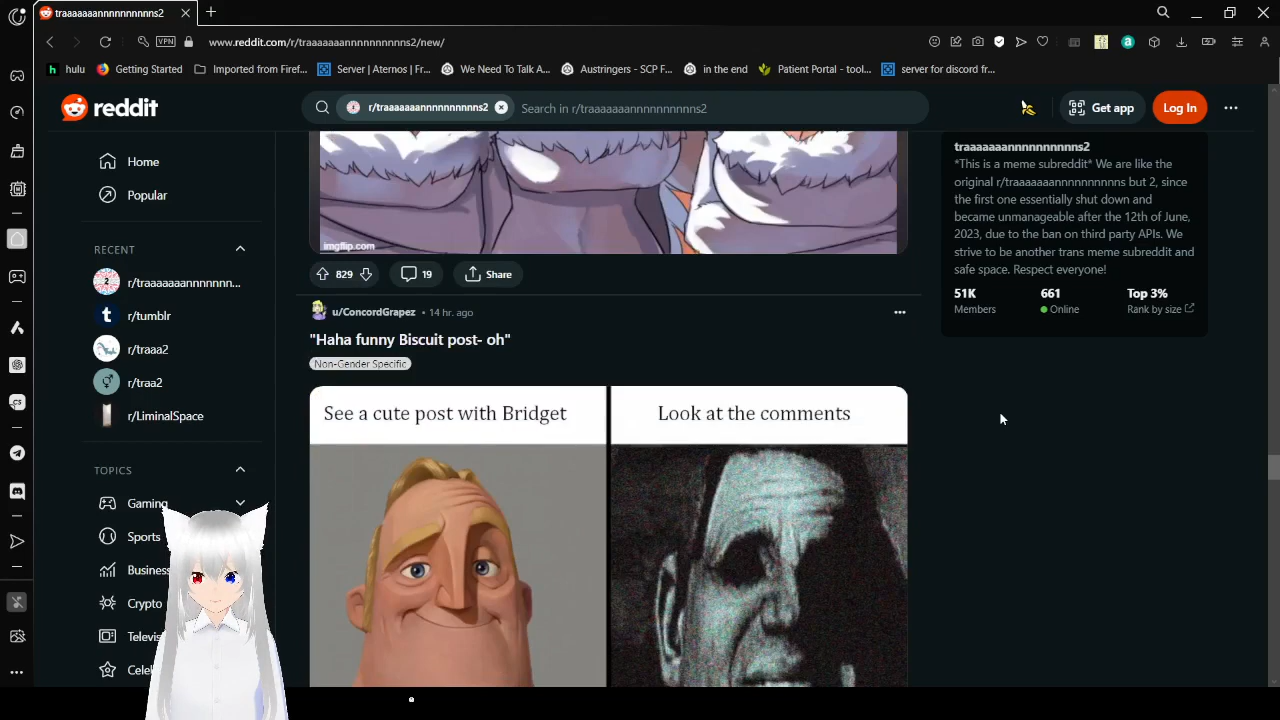 traaaaaaannnnnnnnnns2
VPN
www.reddit.com/r/traaaaaaannnnnnnnnns2/new/
hulu
Getting Started
Imported from Firef...
Server | Aternos | Fr...
We Need To Talk A...
Austringers - SCP F...
in the end
Patient Portal - tool...
server for discord fr...
reddit
r/traaaaaaannnnnnnnnns2
Search in r/traaaaaaannnnnnnnnns2
Get app
Log In
Home
Popular
RECENT
r/traaaaaaannnnnnn...
r/tumblr
r/traaa2
r/traa2
r/LiminalSpace
TOPICS
Gaming
Sports
Business
Crypto
Televis
Celeb
imgflip.com
829
19
Share
u/ConcordGrapez • 14 hr. ago
"Haha funny Biscuit post- oh"
Non-Gender Specific
See a cute post with Bridget
Look at the comments
traaaaaaannnnnnnnnns2
*This is a meme subreddit* We are like the
original r/traaaaaaannnnnnnnnns but 2, since
the first one essentially shut down and
became unmanageable after the 12th of June,
2023, due to the ban on third party APIs. We
strive to be another trans meme subreddit and
safe space. Respect everyone!
51K
Members
661
Online
Top 3%
Rank by size